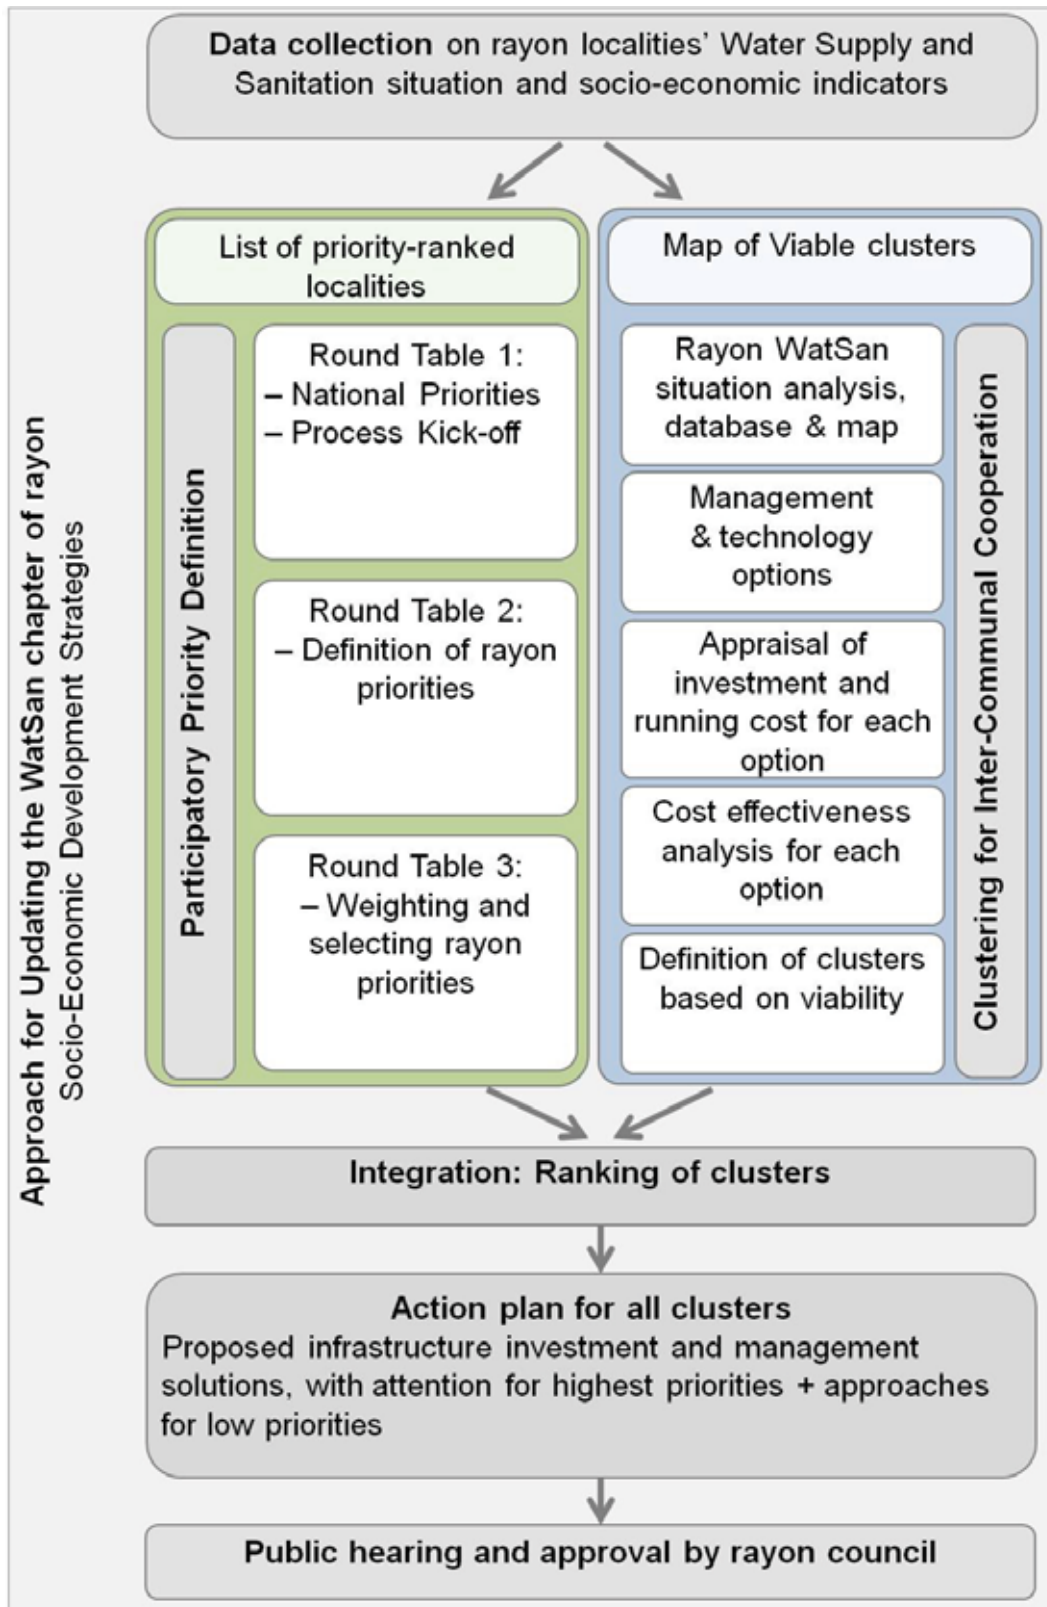 Approach for Updating the WatSan chapter of rayon
Socio-Economic Development Strategies
Data collection on rayon localities’ Water Supply and
Sanitation situation and socio-economic indicators
List of priority-ranked
localities
Participatory Priority Definition
Round Table 1:
– National Priorities
– Process Kick-off
Round Table 2:
– Definition of rayon
priorities
Round Table 3:
– Weighting and
selecting rayon
priorities
Map of Viable clusters
Rayon WatSan
situation analysis,
database & map
Management
& technology
options
Appraisal of
investment and
running cost for each
option
Cost effectiveness
analysis for each
option
Definition of clusters
based on viability
Clustering for Inter-Communal Cooperation
Integration: Ranking of clusters
Action plan for all clusters
Proposed infrastructure investment and management
solutions, with attention for highest priorities + approaches
for low priorities
Public hearing and approval by rayon council